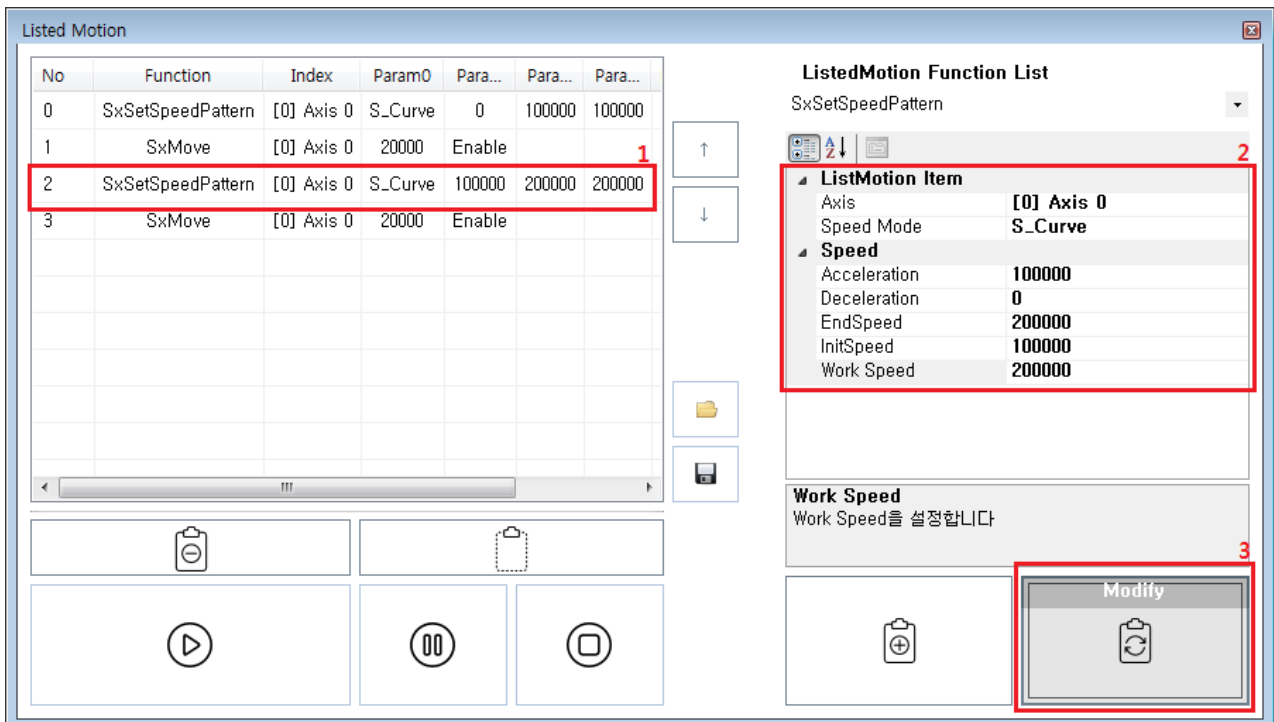 Listed Motion
No Function Index Param0 Para... Para... Para...
0 SxSetSpeedPattern [0] Axis 0 S_Curve 0 100000 100000
1 SxMove [0] Axis 0 20000 Enable
1
2 SxSetSpeedPattern [0] Axis 0 S_Curve 100000 200000 200000
3 SxMove [0] Axis 0 20000 Enable
↑
↓
ListedMotion Function List
SxSetSpeedPattern
2
ListMotion Item
Axis [0] Axis 0
Speed Mode S_Curve
Speed
Acceleration 100000
Deceleration 0
EndSpeed 200000
InitSpeed 100000
Work Speed 200000
Work Speed
Work Speed을 설정합니다
3
Modify